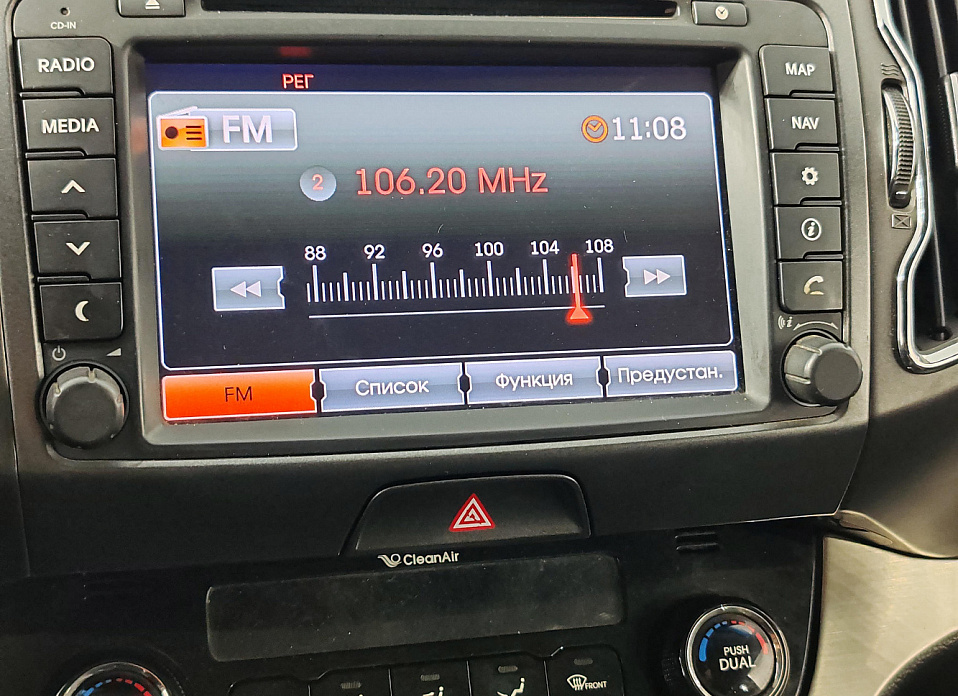 CD-IN
RADIO
MEDIA
РЕГ
FM
11:08
2
106.20 MHz
88 92 96 100 104 108
FM
Список
Функция
Предустан.
MAP
NAV
i
i
CleanAir
PUSH
DUAL
FRONT